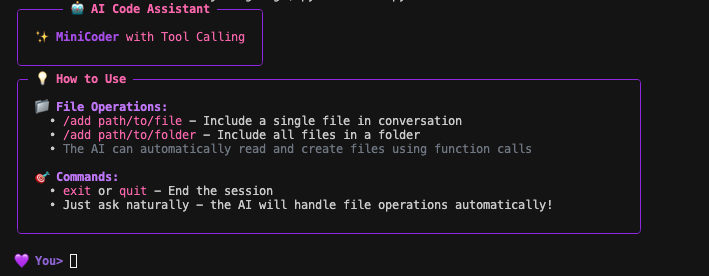 AI Code Assistant
MiniCoder with Tool Calling
How to Use
File Operations:
• /add path/to/file – Include a single file in conversation
• /add path/to/folder – Include all files in a folder
• The AI can automatically read and create files using function calls
Commands:
• exit or quit – End the session
• Just ask naturally – the AI will handle file operations automatically!
You>